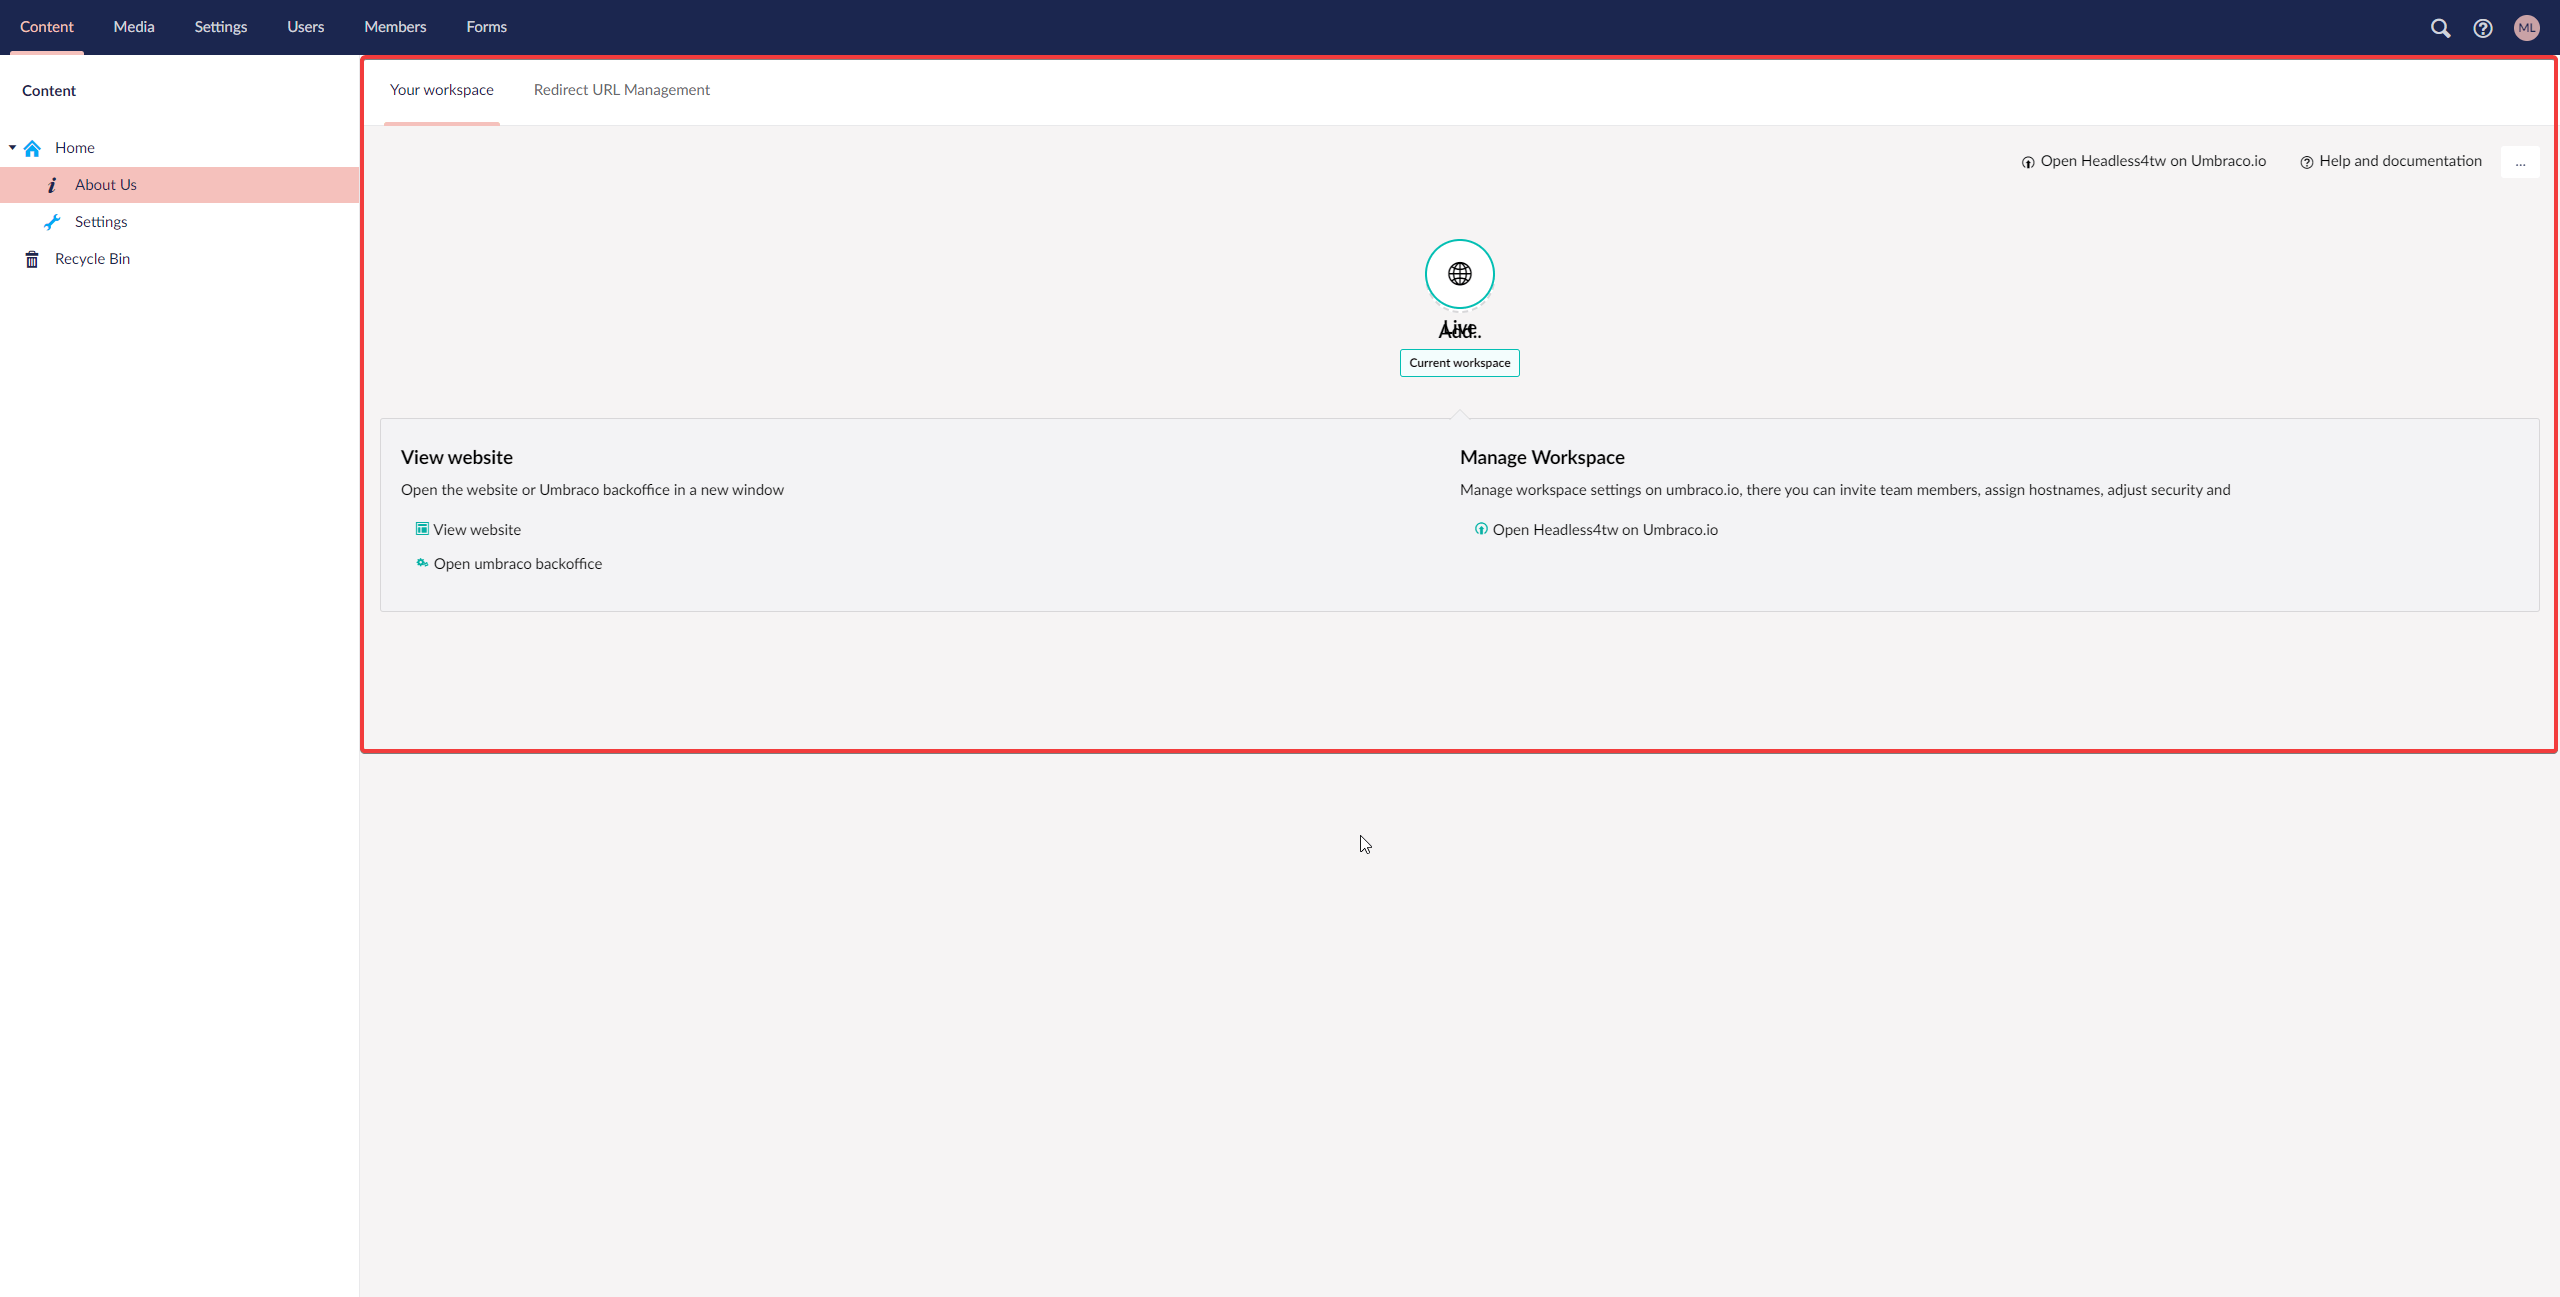 Content Media Settings Users Members Forms
ML
Content
Home
About Us
Settings
Recycle Bin
Your workspace Redirect URL Management
Open Headless4tw on Umbraco.io Help and documentation ...
Live
Add..
Current workspace
View website
Open the website or Umbraco backoffice in a new window
View website
Open umbraco backoffice
Manage Workspace
Manage workspace settings on umbraco.io, there you can invite team members, assign hostnames, adjust security and
Open Headless4tw on Umbraco.io